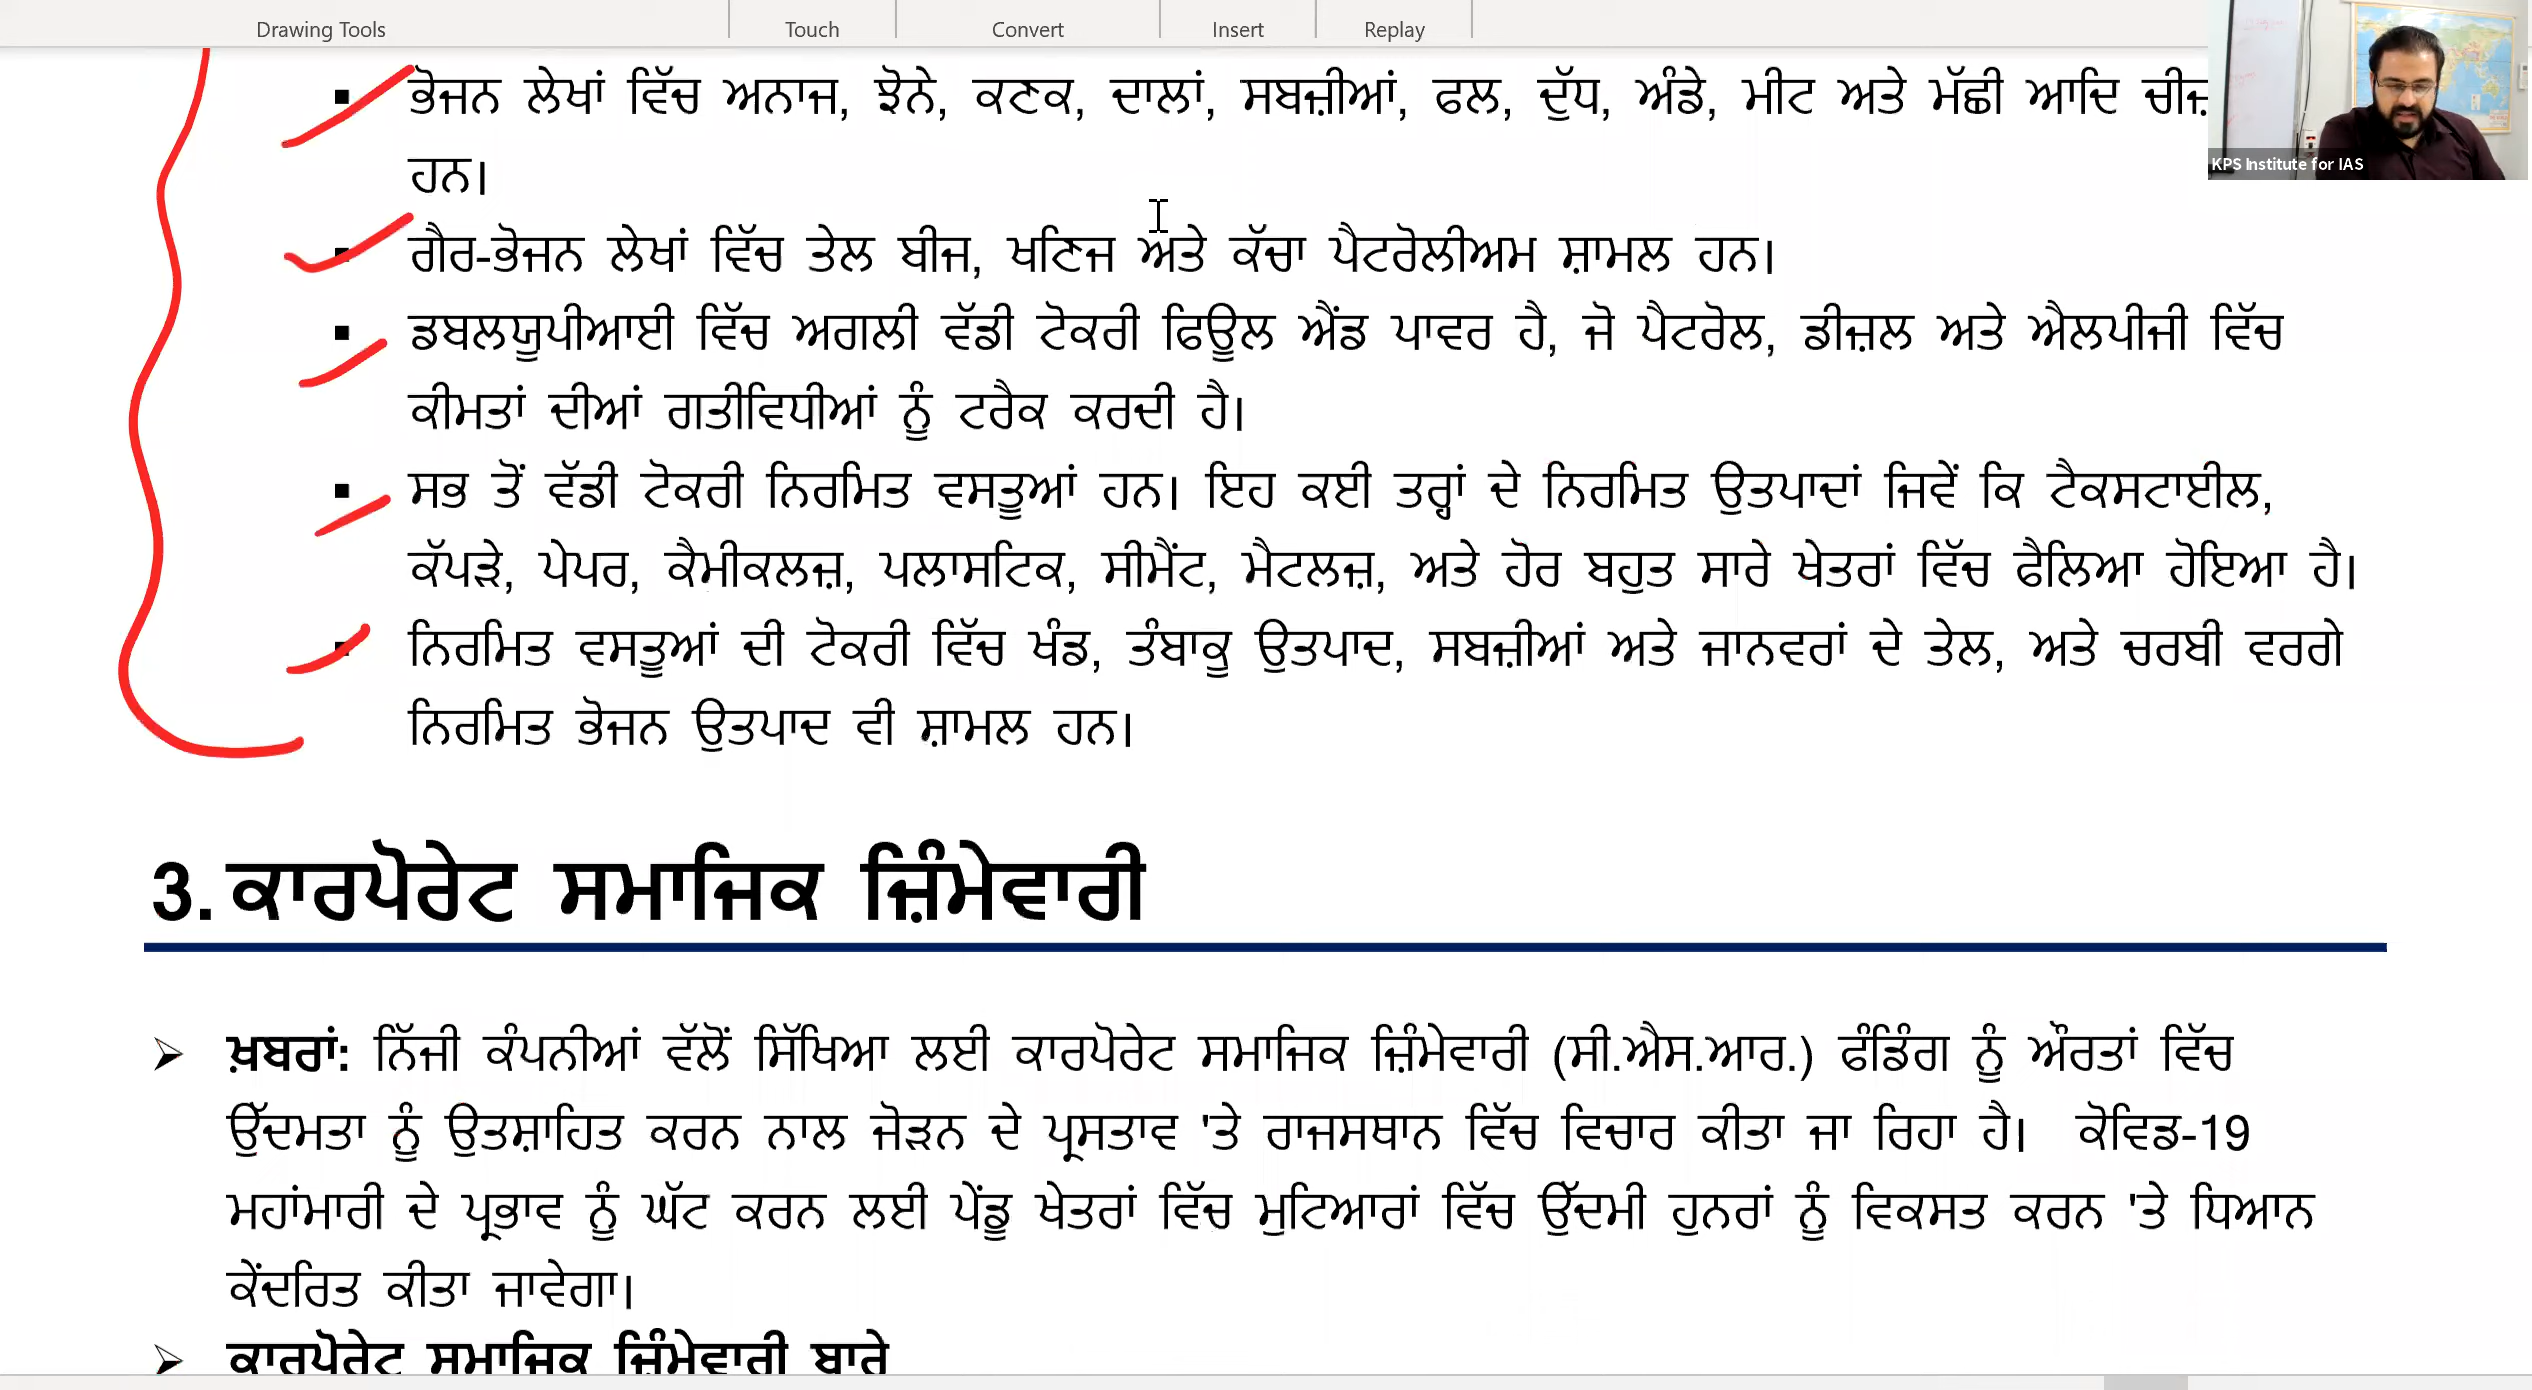 Drawing Tools Touch Convert Insert Replay
ਭੋਜਨ ਲੇਖਾਂ ਵਿੱਚ ਅਨਾਜ, ਝੋਨੇ, ਕਣਕ, ਦਾਲਾਂ, ਸਬਜ਼ੀਆਂ, ਫਲ, ਦੁੱਧ, ਅੰਡੇ, ਮੀਟ ਅਤੇ ਮੱਛੀ ਆਦਿ
ਹਨ।
KPS Institute for IAS
ਗੈਰ-ਭੋਜਨ ਲੇਖਾਂ ਵਿੱਚ ਤੇਲ ਬੀਜ, ਖਣਿਜ ਅਤੇ ਕੱਚਾ ਪੈਟਰੋਲੀਅਮ ਸ਼ਾਮਲ ਹਨ।
ਡਬਲਯੂਪੀਆਈ ਵਿੱਚ ਅਗਲੀ ਵੱਡੀ ਟੋਕਰੀ ਫਿਊਲ ਐਂਡ ਪਾਵਰ ਹੈ, ਜੋ ਪੈਟਰੋਲ, ਡੀਜ਼ਲ ਅਤੇ ਐਲਪੀਜੀ ਵਿੱਚ
ਕੀਮਤਾਂ ਦੀਆਂ ਗਤੀਵਿਧੀਆਂ ਨੂੰ ਟਰੈਕ ਕਰਦੀ ਹੈ।
ਸਭ ਤੋਂ ਵੱਡੀ ਟੋਕਰੀ ਨਿਰਮਿਤ ਵਸਤੂਆਂ ਹਨ। ਇਹ ਕਈ ਤਰ੍ਹਾਂ ਦੇ ਨਿਰਮਿਤ ਉਤਪਾਦਾਂ ਜਿਵੇਂ ਕਿ ਟੈਕਸਟਾਈਲ,
ਕੱਪੜੇ, ਪੇਪਰ, ਕੈਮੀਕਲਜ਼, ਪਲਾਸਟਿਕ, ਸੀਮੈਂਟ, ਮੈਟਲਜ਼, ਅਤੇ ਹੋਰ ਬਹੁਤ ਸਾਰੇ ਖੇਤਰਾਂ ਵਿੱਚ ਫੈਲਿਆ ਹੋਇਆ ਹੈ।
ਨਿਰਮਿਤ ਵਸਤੂਆਂ ਦੀ ਟੋਕਰੀ ਵਿੱਚ ਖੰਡ, ਤੰਬਾਕੂ ਉਤਪਾਦ, ਸਬਜ਼ੀਆਂ ਅਤੇ ਜਾਨਵਰਾਂ ਦੇ ਤੇਲ, ਅਤੇ ਚਰਬੀ ਵਰਗੇ
ਨਿਰਮਿਤ ਭੋਜਨ ਉਤਪਾਦ ਵੀ ਸ਼ਾਮਲ ਹਨ।
3. ਕਾਰਪੋਰੇਟ ਸਮਾਜਿਕ ਜ਼ਿੰਮੇਵਾਰੀ
ਖ਼ਬਰਾਂ: ਨਿੱਜੀ ਕੰਪਨੀਆਂ ਵੱਲੋਂ ਸਿੱਖਿਆ ਲਈ ਕਾਰਪੋਰੇਟ ਸਮਾਜਿਕ ਜ਼ਿੰਮੇਵਾਰੀ (ਸੀ.ਐਸ.ਆਰ.) ਫੰਡਿੰਗ ਨੂੰ ਔਰਤਾਂ ਵਿੱਚ
ਉੱਦਮਤਾ ਨੂੰ ਉਤਸ਼ਾਹਿਤ ਕਰਨ ਨਾਲ ਜੋੜਨ ਦੇ ਪ੍ਰਸਤਾਵ 'ਤੇ ਰਾਜਸਥਾਨ ਵਿੱਚ ਵਿਚਾਰ ਕੀਤਾ ਜਾ ਰਿਹਾ ਹੈ। ਕੋਵਿਡ-19
ਮਹਾਂਮਾਰੀ ਦੇ ਪ੍ਰਭਾਵ ਨੂੰ ਘੱਟ ਕਰਨ ਲਈ ਪੇਂਡੂ ਖੇਤਰਾਂ ਵਿੱਚ ਮੁਟਿਆਰਾਂ ਵਿੱਚ ਉੱਦਮੀ ਹੁਨਰਾਂ ਨੂੰ ਵਿਕਸਤ ਕਰਨ 'ਤੇ ਧਿਆਨ
ਕੇਂਦਰਿਤ ਕੀਤਾ ਜਾਵੇਗਾ।
ਕਾਰਪੋਰੇਟ ਸਮਾਜਿਕ ਜ਼ਿੰਮੇਵਾਰੀ ਬਾਰੇ